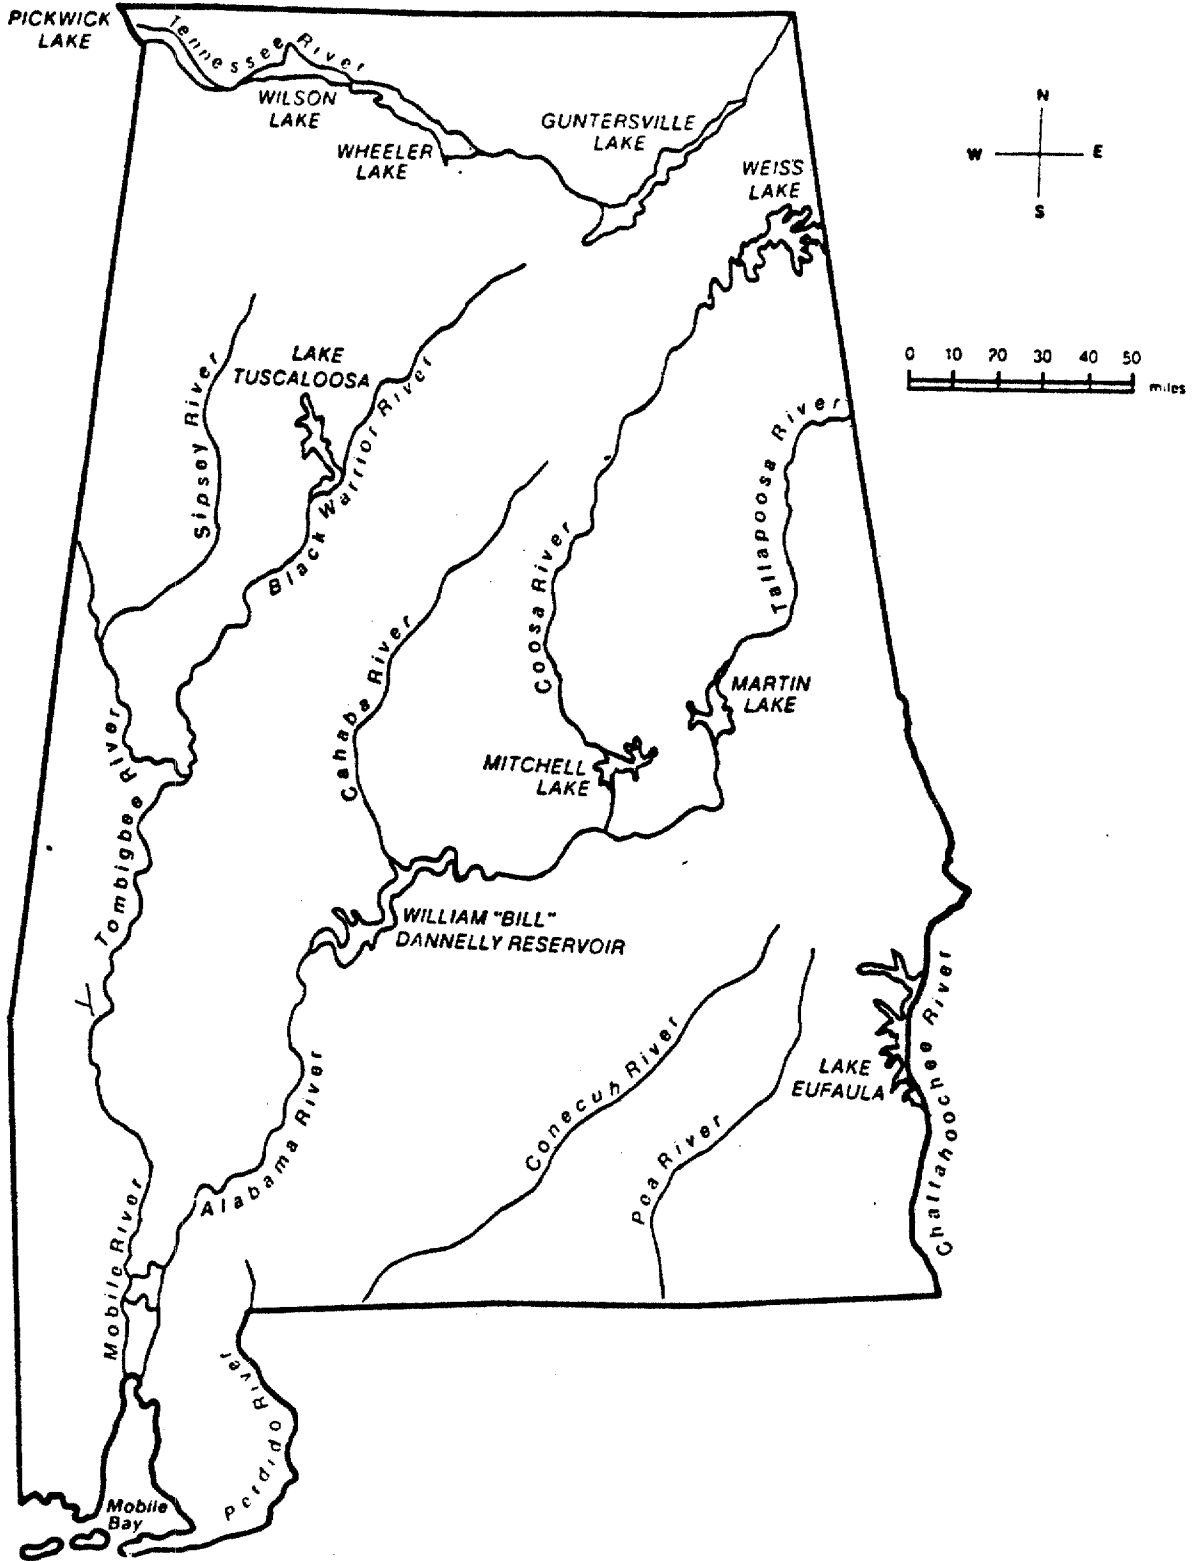 PICKWICK
LAKE
Tennessee River
WILSON
LAKE
WHEELER
LAKE
GUNTERSVILLE
LAKE
WEISS
LAKE
N
W E
S
0 10 20 30 40 50
miles
Sipsey River
LAKE
TUSCALOOSA
Black Warrior River
Cahaba River
Coosa River
Tallapoosa River
MARTIN
LAKE
MITCHELL
LAKE
Tombigbee River
WILLIAM "BILL"
DANNELLY RESERVOIR
Alabama River
Conecuh River
Pea River
LAKE
EUFAULA
Chattahoochee River
Mobile River
Perdido River
Mobile
Bay